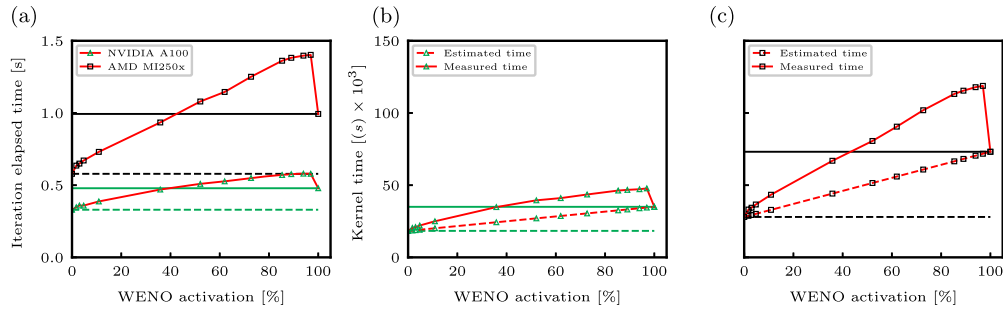 (a)
Iteration elapsed time [s]
1.5
1.0
0.5
0.0
NVIDIA A100
AMD MI250x
0
20
40
60
80
100
WENO activation [%]
(b)
Kernel time [(s) × 10³]
150
100
50
0
Estimated time
Measured time
0
20
40
60
80
100
WENO activation [%]
(c)
Estimated time
Measured time
0
20
40
60
80
100
WENO activation [%]